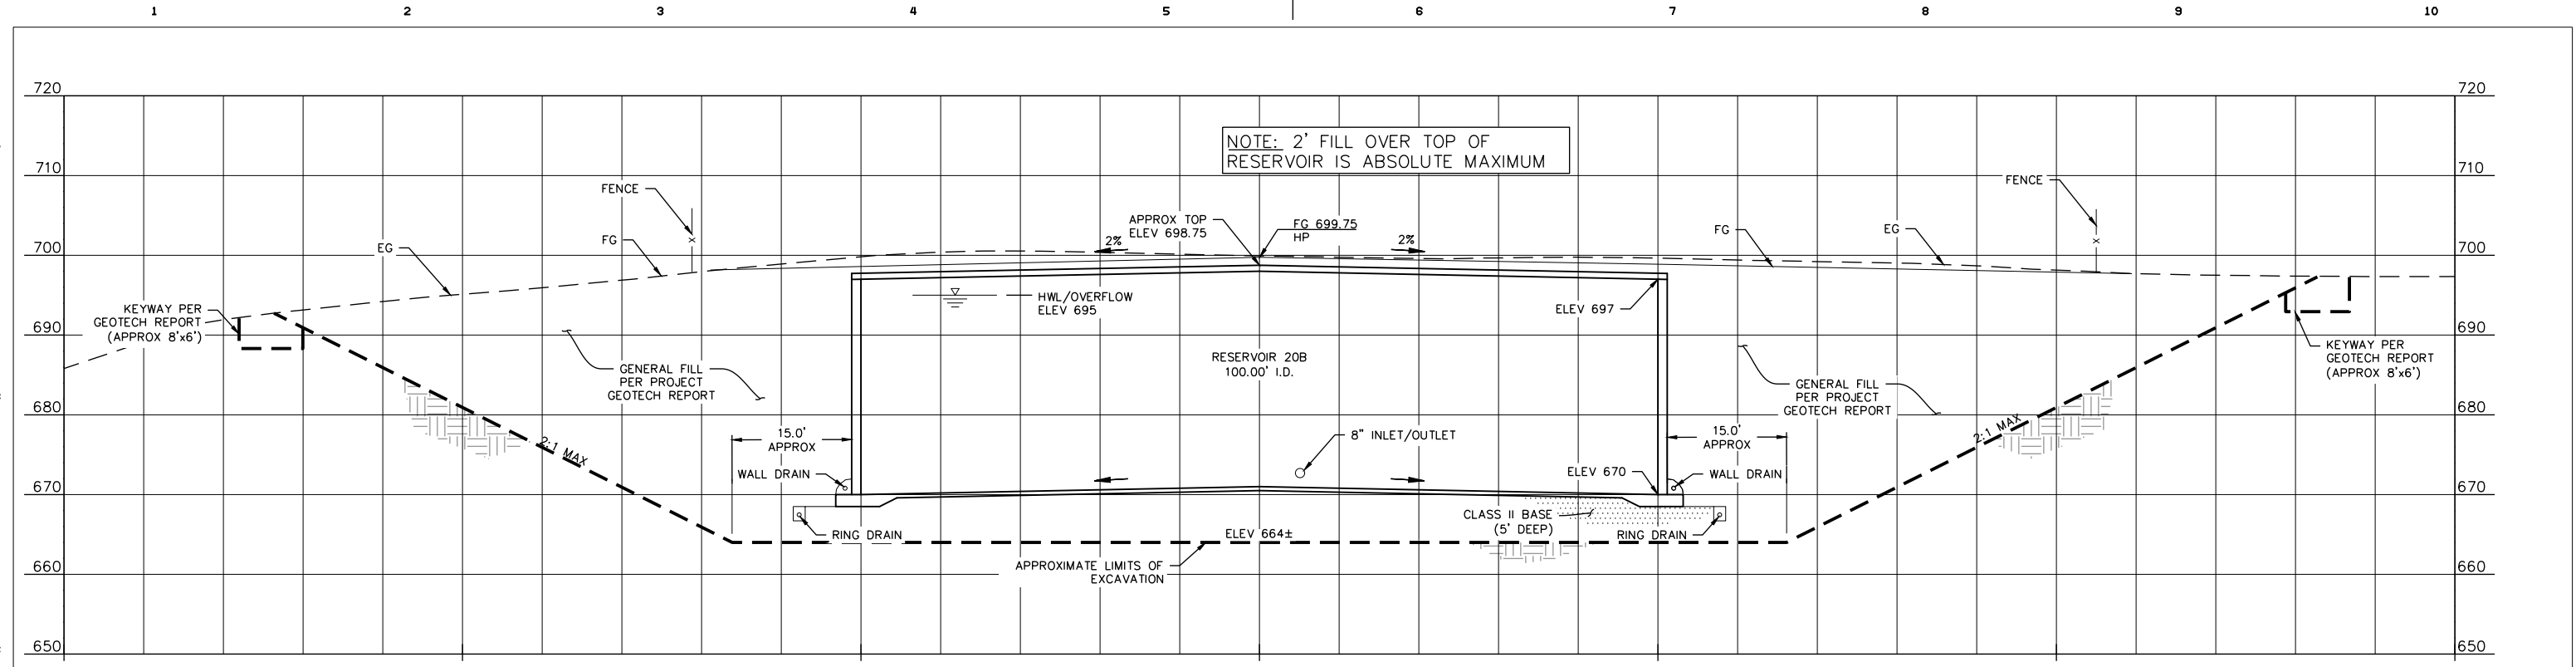 1 2 3 4 5 6 7 8 9 10
720 720
NOTE: 2' FILL OVER TOP OF
RESERVOIR IS ABSOLUTE MAXIMUM
710 710
FENCE
FENCE
APPROX TOP
ELEV 698.75
FG 699.75
HP
FG
EG
2%
2%
FG
EG
700 700
KEYWAY PER
GEOTECH REPORT
(APPROX 8'x6')
HWL/OVERFLOW
ELEV 695
ELEV 697
690 690
KEYWAY PER
GEOTECH REPORT
(APPROX 8'x6')
RESERVOIR 20B
100.00' I.D.
GENERAL FILL
PER PROJECT
GEOTECH REPORT
GENERAL FILL
PER PROJECT
GEOTECH REPORT
680 680
2:1 MAX
15.0'
APPROX
8" INLET/OUTLET
15.0'
APPROX
2:1 MAX
WALL DRAIN
ELEV 670
WALL DRAIN
670 670
CLASS II BASE
(5' DEEP)
RING DRAIN
ELEV 664±
RING DRAIN
660 660
APPROXIMATE LIMITS OF
EXCAVATION
650 650